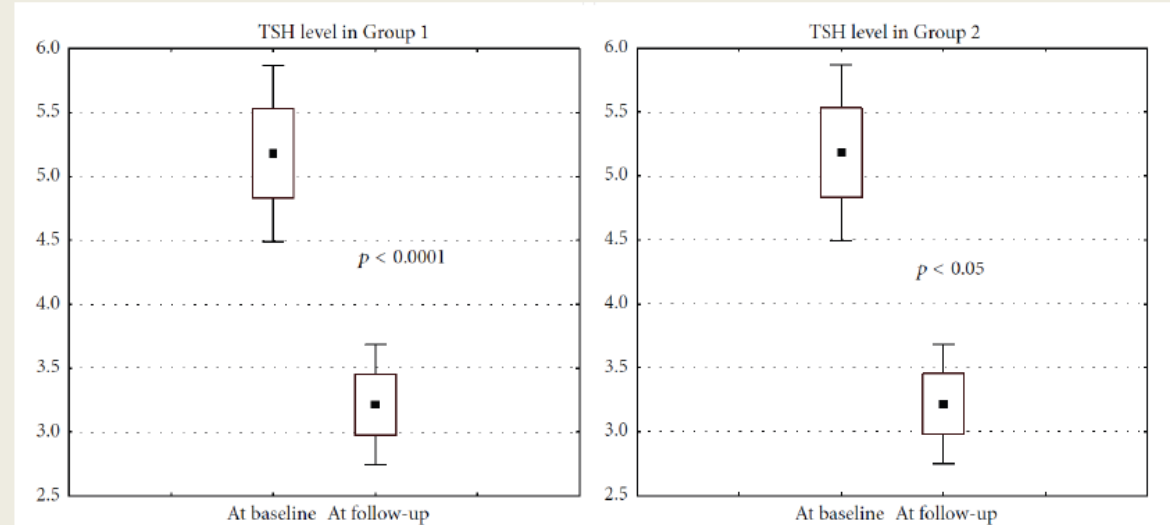 TSH level in Group 1
6.0
5.5
5.0
4.5
4.0
3.5
3.0
2.5
p < 0.0001
At baseline At follow-up
TSH level in Group 2
6.0
5.5
5.0
4.5
4.0
3.5
3.0
2.5
p < 0.05
At baseline At follow-up